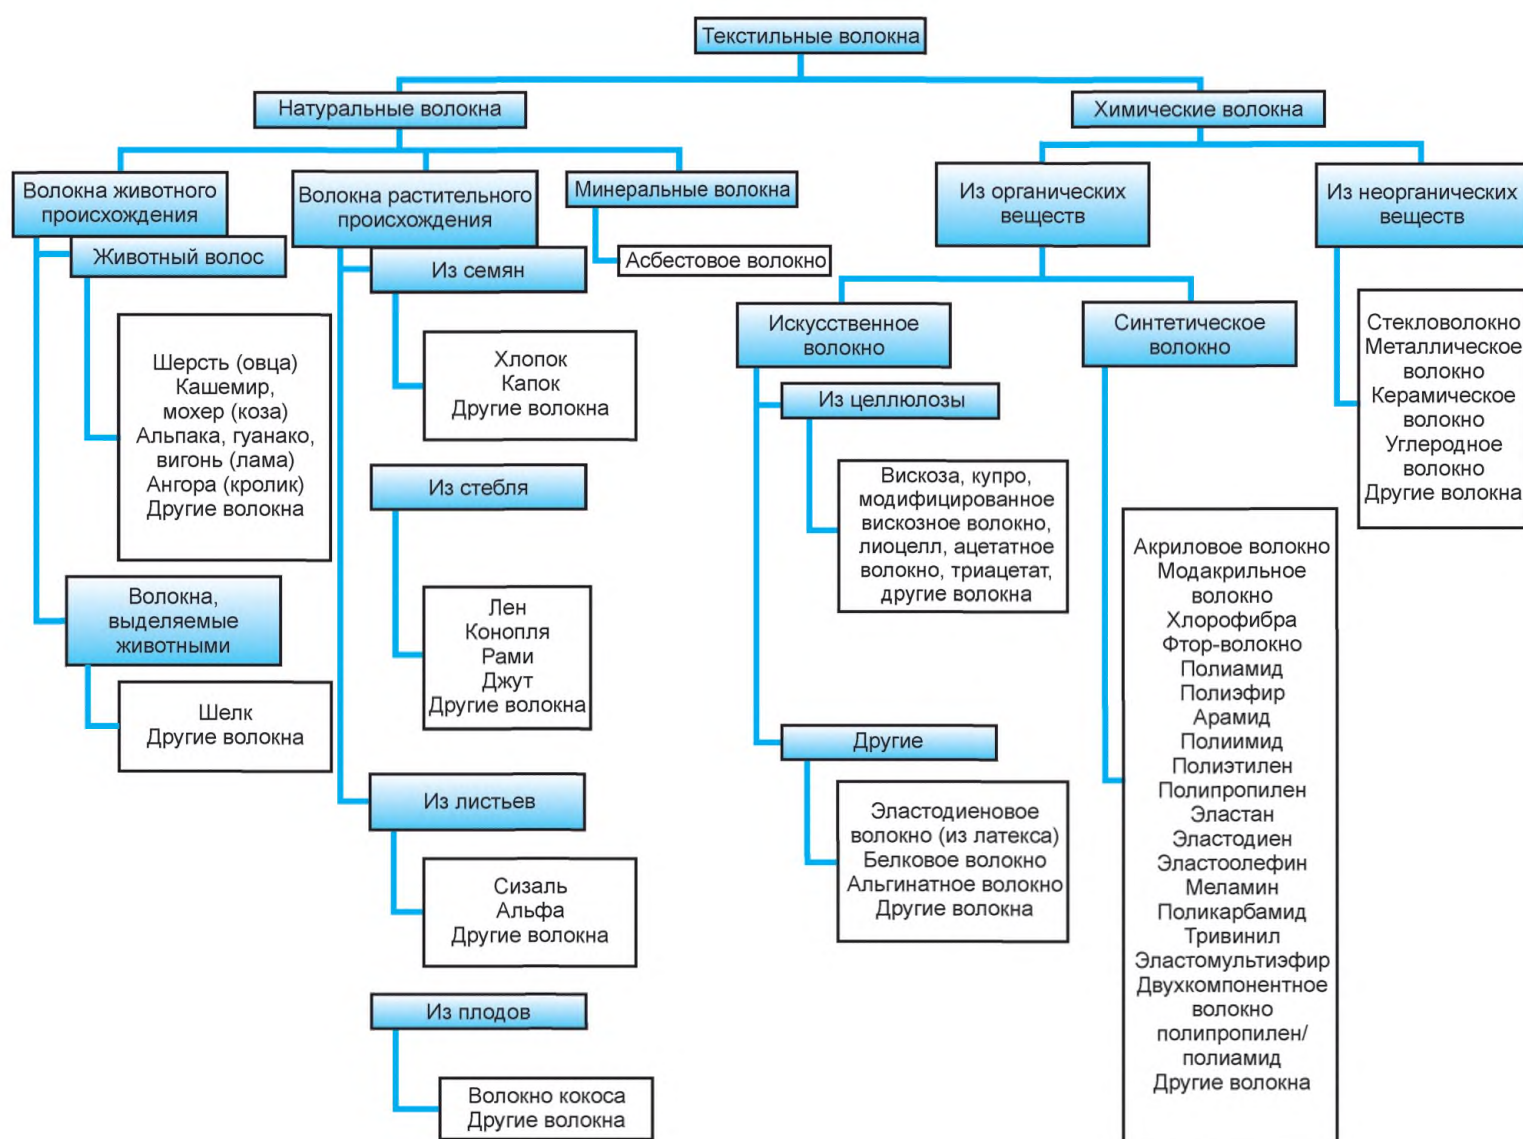 Текстильные волокна
Натуральные волокна
Химические волокна
Волокна животного
происхождения
Волокна растительного
происхождения
Минеральные волокна
Из органических
веществ
Из неорганических
веществ
Животный волос
Из семян
Асбестовое волокно
Искусственное
волокно
Синтетическое
волокно
Стекловолокно
Металлическое
волокно
Керамическое
волокно
Углеродное
волокно
Другие волокна
Шерсть (овца)
Кашемир,
мохер (коза)
Альпака, гуанако,
вигонь (лама)
Ангора (кролик)
Другие волокна
Хлопок
Капок
Другие волокна
Из целлюлозы
Из стебля
Вискоза, купро,
модифицированное
вискозное волокно,
лиоцелл, ацетатное
волокно, триацетат,
другие волокна
Волокна,
выделяемые
животными
Лен
Конопля
Рами
Джут
Другие волокна
Шелк
Другие волокна
Другие
Из листьев
Эластодиеновое
волокно (из латекса)
Белковое волокно
Альгинатное волокно
Другие волокна
Сизаль
Альфа
Другие волокна
Из плодов
Волокно кокоса
Другие волокна
Акриловое волокно
Модакрильное
волокно
Хлорофибра
Фтор-волокно
Полиамид
Полиэфир
Арамид
Полиимид
Полиэтилен
Полипропилен
Эластан
Эластодиен
Эластоолефин
Меламин
Поликарбамид
Тривинил
Эластомультиэфир
Двухкомпонентное
волокно
полипропилен/
полиамид
Другие волокна